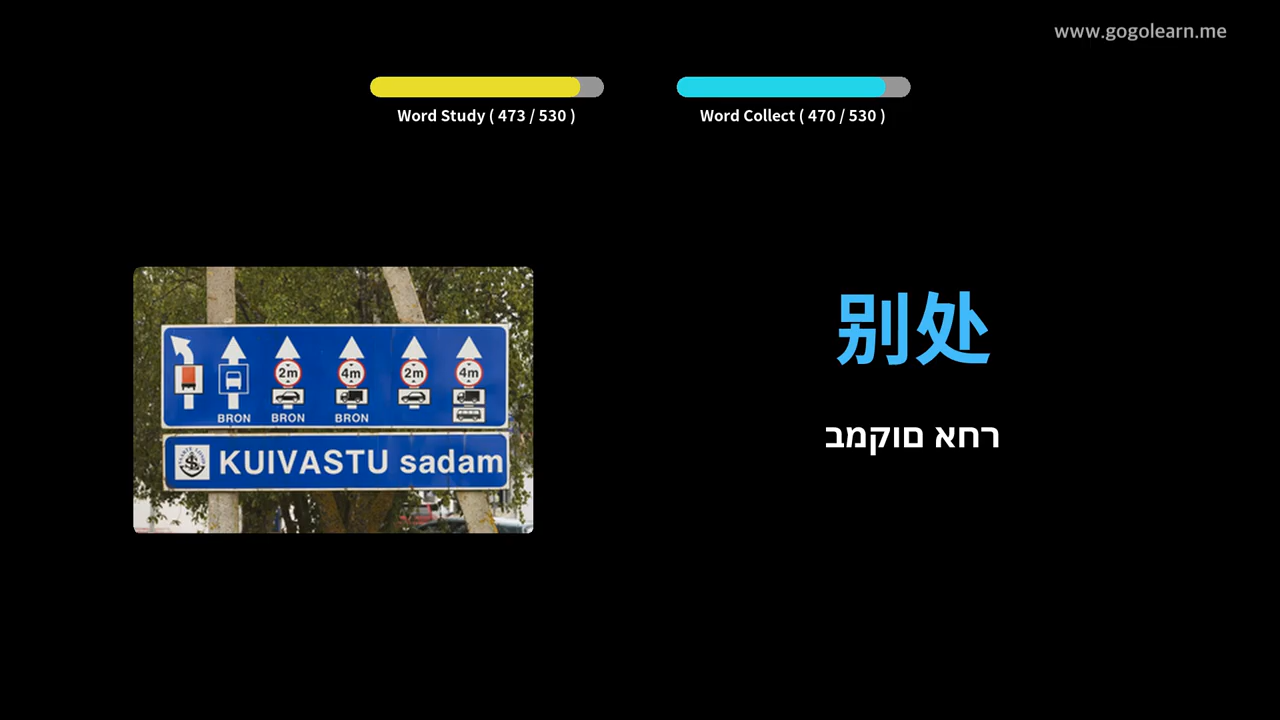 www.gogolearn.me
Word Study ( 473 / 530 )
Word Collect ( 470 / 530 )
2m 4m 2m 4m
BRON BRON BRON
KUIVASTU sadam
别处
במקום אחר